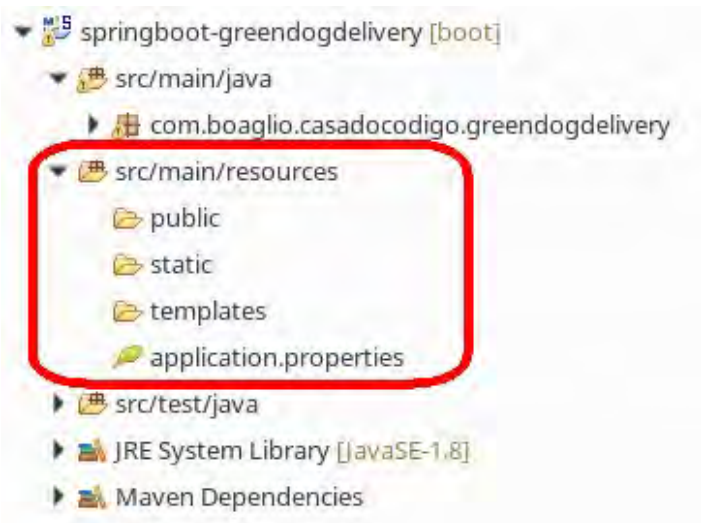 springboot-greendogdelivery [boot]
src/main/java
com.boaglio.casadocodigo.greendogdelivery
src/main/resources
public
static
templates
application.properties
src/test/java
JRE System Library [JavaSE-1.8]
Maven Dependencies